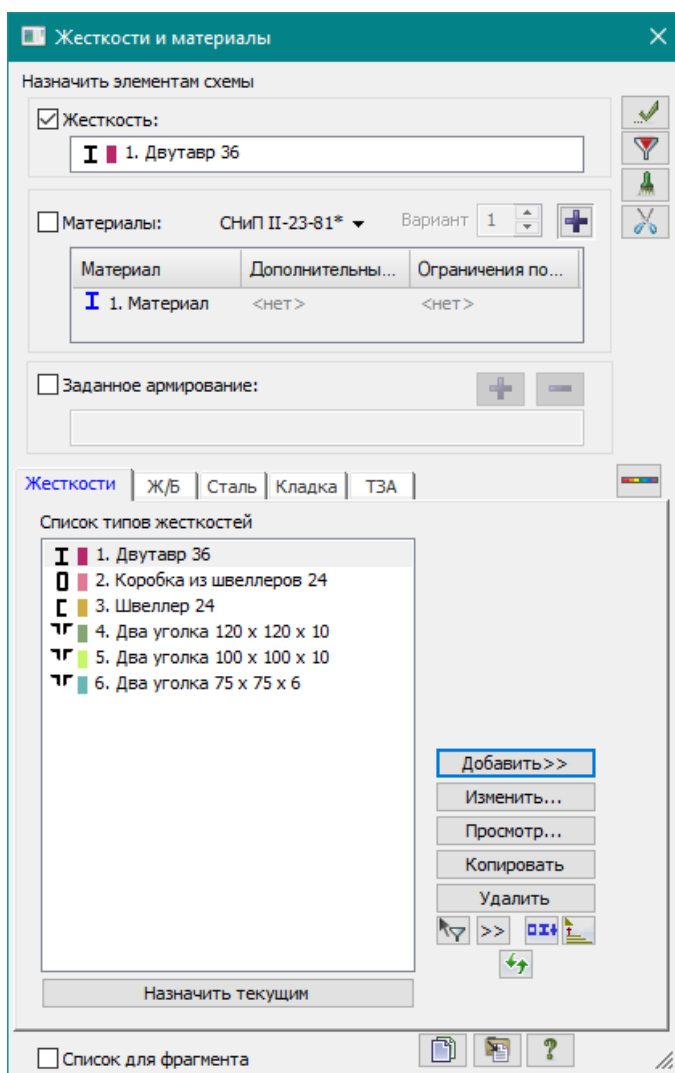 Жесткости и материалы
Назначить элементам схемы
Жесткость:
1. Двутавр 36
Материалы: СНиП II-23-81* Вариант 1
Материал Дополнительны... Ограничения по...
1. Материал <нет> <нет>
Заданное армирование:
Жесткости Ж/Б Сталь Кладка ТЗА
Список типов жесткостей
1. Двутавр 36
2. Коробка из швеллеров 24
3. Швеллер 24
4. Два уголка 120 x 120 x 10
5. Два уголка 100 x 100 x 10
6. Два уголка 75 x 75 x 6
Добавить>>
Изменить...
Просмотр...
Копировать
Удалить
>>
Назначить текущим
Список для фрагмента
?